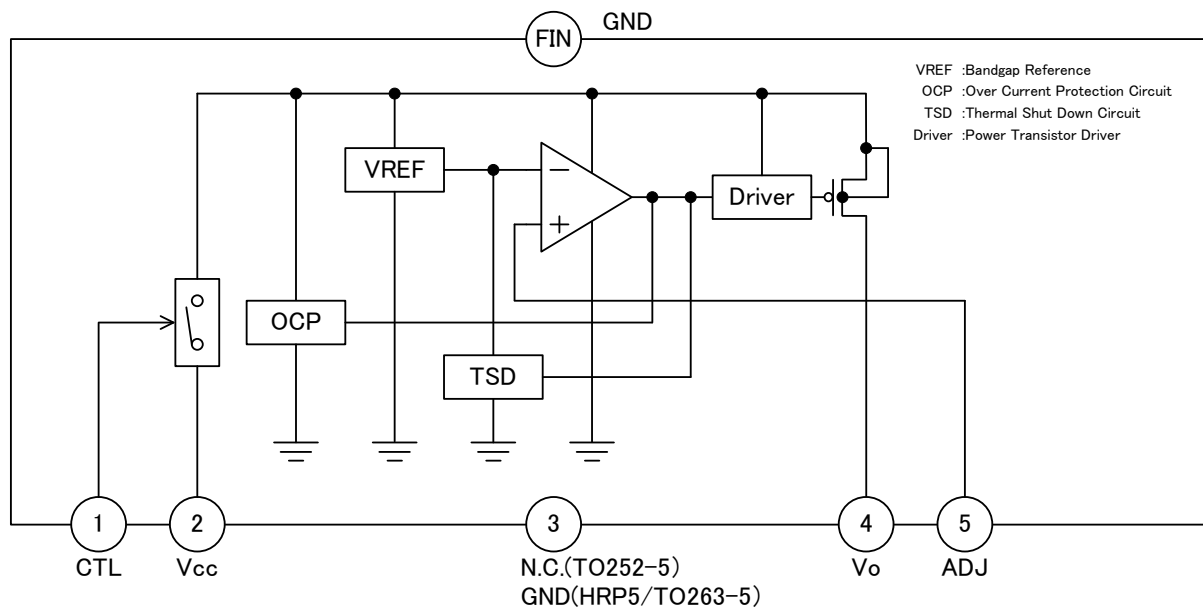 FIN
GND
VREF :Bandgap Reference
OCP :Over Current Protection Circuit
TSD :Thermal Shut Down Circuit
Driver :Power Transistor Driver
VREF
−
+
Driver
OCP
TSD
1
2
3
4
5
CTL
Vcc
N.C.(TO252-5)
GND(HRP5/TO263-5)
Vo
ADJ